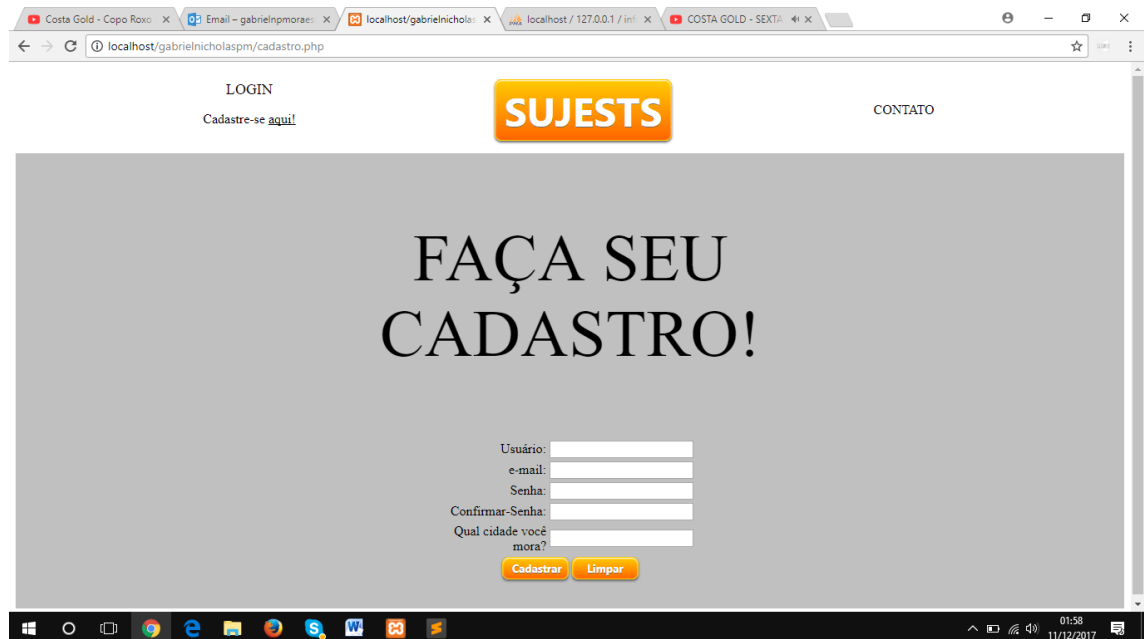 Costa Gold - Copo Roxo
Email – gabrielnpmoraes
localhost/gabrielnicholas
localhost / 127.0.0.1 / inf
COSTA GOLD - SEXTA
localhost/gabrielnicholaspm/cadastro.php
LOGIN
Cadastre-se aqui!
SUJESTS
CONTATO
FAÇA SEU
CADASTRO!
Usuário:
e-mail:
Senha:
Confirmar-Senha:
Qual cidade você
mora?
Cadastrar Limpar
01:58
11/12/2017